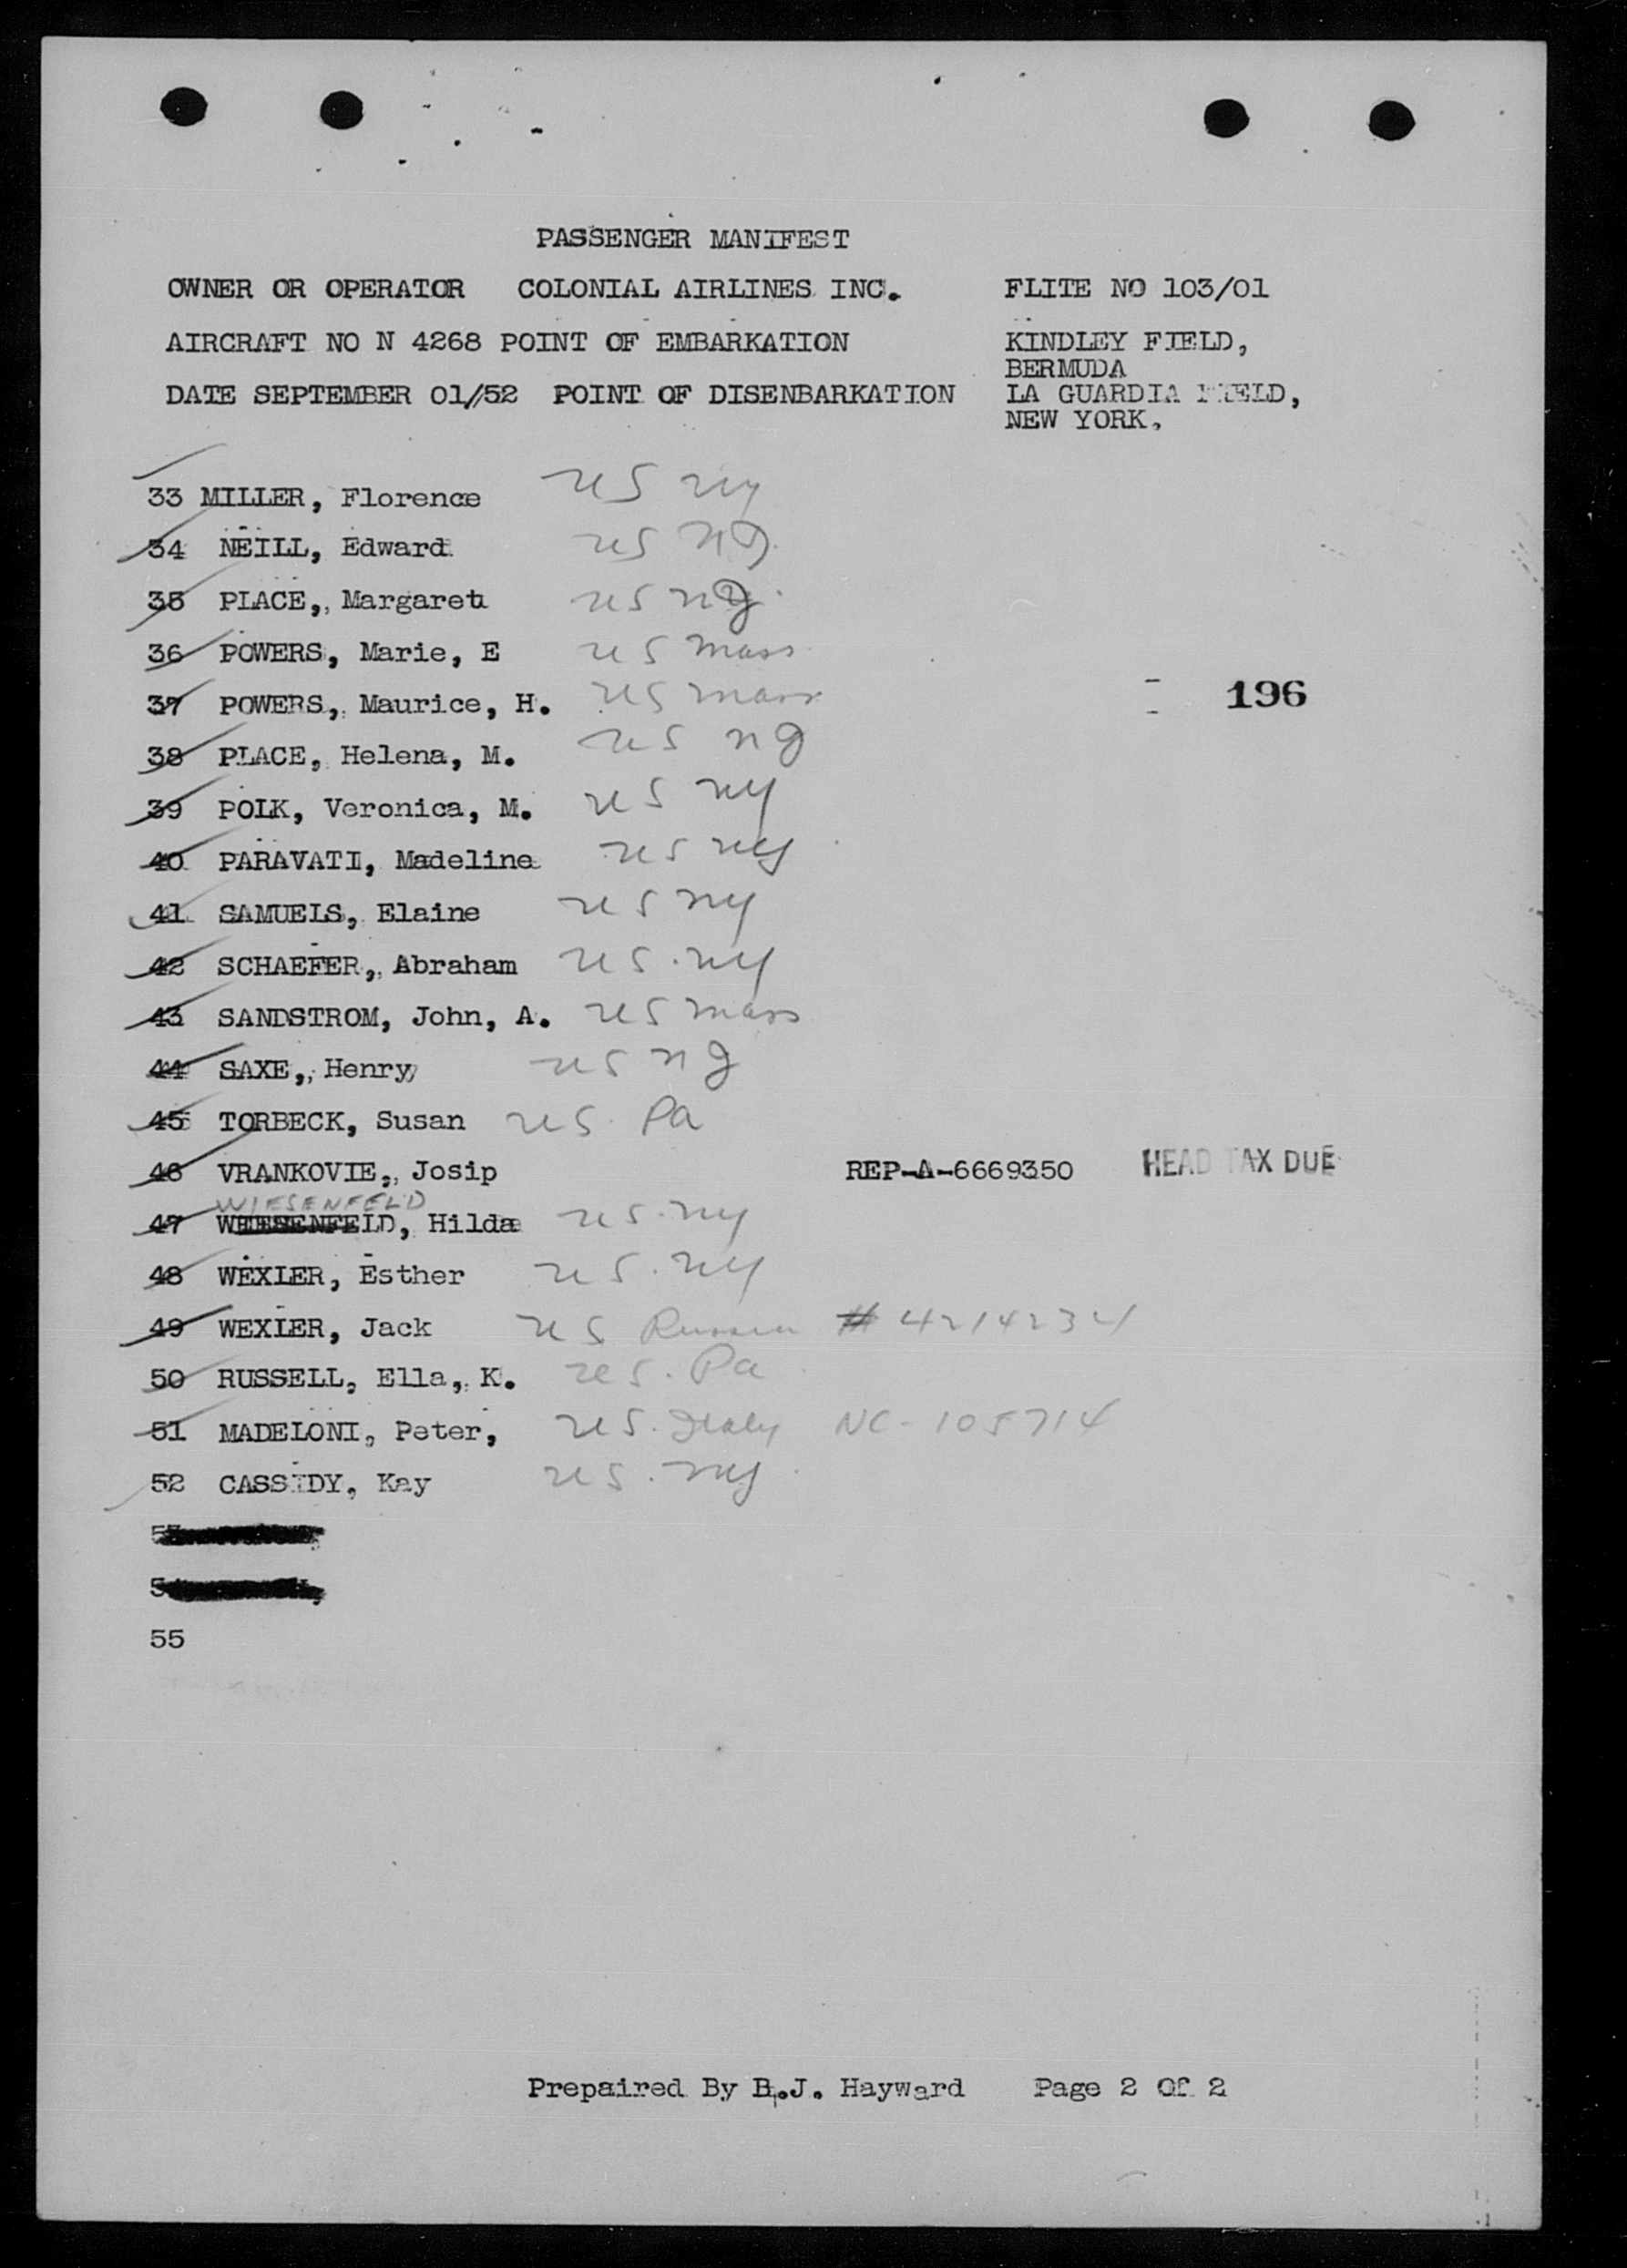 PASSENGER MANIFEST
OWNER OR OPERATOR COLONIAL AIRLINES INC. FLITE NO 103/01
AIRCRAFT NO N 4268 POINT OF EMBARKATION KINDLEY FIELD,
BERMUDA
DATE SEPTEMBER 01//52 POINT OF DISENBARKATION LA GUARDIA FIELD,
NEW YORK,
33 MILLER, Florence US NY
34 NEILL, Edward US NJ
35 PLACE,, Margaret US NJ
36 POWERS, Marie, E US Mass
37 POWERS,, Maurice, H. US Mass
196
38 PLACE, Helena, M. US NJ
39 POLK, Veronica, M. US NY
40 PARAVATI, Madeline US NY
41 SAMUELS, Elaine US NY
42 SCHAEFER,, Abraham US. NY
43 SANDSTROM, John, A. US Mass
44 SAXE,, Henry US NJ
45 TORBECK, Susan US. Pa
46 VRANKOVIE,, Josip REP-A-6669350 HEAD TAX DUE
WIESENFELD
47 LD, Hilda US. NY
48 WEXLER, Esther US. NY
49 WEXLER, Jack US Russia # 4214234
50 RUSSELL, Ella,, K. US. Pa
51 MADELONI, Peter, US. Italy NC-105714
52 CASSIDY, Kay US. NY
55
Prepaired By B.J. Hayward Page 2 Of 2